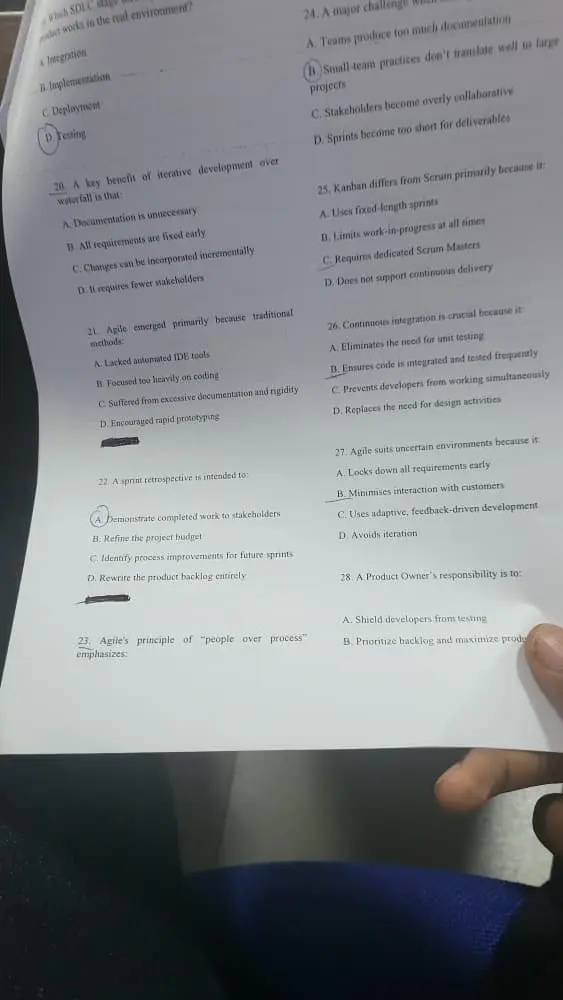 Which SDLC stage
product works in the real environment?
A. Integration
B. Implementation
C. Deployment
D. Testing
20. A key benefit of iterative development over
waterfall is that:
A. Documentation is unnecessary
B. All requirements are fixed early
C. Changes can be incorporated incrementally
D. It requires fewer stakeholders
21. Agile emerged primarily because traditional
methods:
A. Lacked automated IDE tools
B. Focused too heavily on coding
C. Suffered from excessive documentation and rigidity
D. Encouraged rapid prototyping
22. A sprint retrospective is intended to:
A. Demonstrate completed work to stakeholders
B. Refine the project budget
C. Identify process improvements for future sprints
D. Rewrite the product backlog entirely
23. Agile's principle of "people over process"
emphasizes:
24. A major challenge
A. Teams produce too much documentation
B. Small-team practices don't translate well to large
projects
C. Stakeholders become overly collaborative
D. Sprints become too short for deliverables
25. Kanban differs from Scrum primarily because it:
A. Uses fixed-length sprints
B. Limits work-in-progress at all times
C. Requires dedicated Scrum Masters
D. Does not support continuous delivery
26. Continuous integration is crucial because it:
A. Eliminates the need for unit testing
B. Ensures code is integrated and tested frequently
C. Prevents developers from working simultaneously
D. Replaces the need for design activities
27. Agile suits uncertain environments because it:
A. Locks down all requirements early
B. Minimises interaction with customers
C. Uses adaptive, feedback-driven development
D. Avoids iteration
28. A Product Owner's responsibility is to:
A. Shield developers from testing
B. Prioritize backlog and maximize